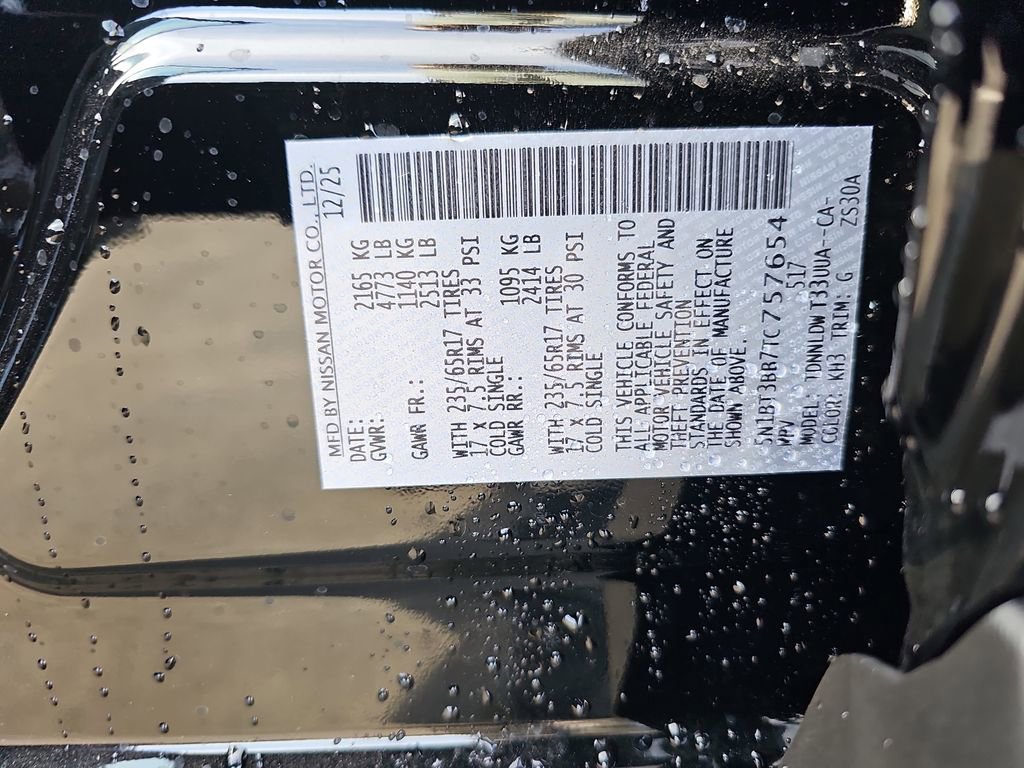 MFD BY NISSAN MOTOR CO., LTD.
DATE: 12/25
GVWR: 2165 KG
4773 LB
GAWR FR.: 1140 KG
2513 LB
WITH 235/65R17 TIRES
17 X 7.5 RIMS AT 33 PSI
COLD SINGLE
GAWR RR.: 1095 KG
2414 LB
WITH 235/65R17 TIRES
17 X 7.5 RIMS AT 30 PSI
COLD SINGLE
THIS VEHICLE CONFORMS TO
ALL APPLICABLE FEDERAL
MOTOR VEHICLE SAFETY AND
THEFT PREVENTION
STANDARDS IN EFFECT ON
THE DATE OF MANUFACTURE
SHOWN ABOVE.
5N1BT3BB7TC757654
MPV 517
MODEL: TDNNLDW T33UUA--CA-
COLOR: KH3 TRIM: G ZS30A